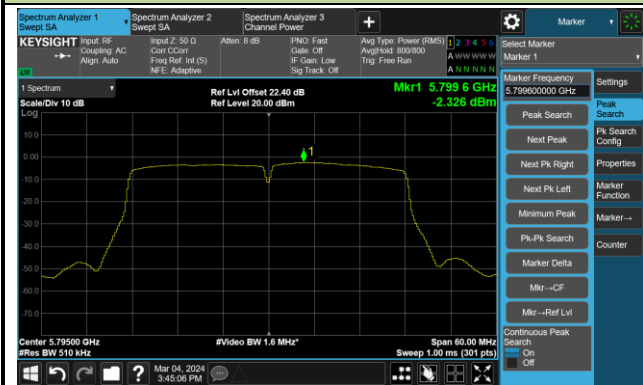 Spectrum Analyzer 1
Swept SA
Spectrum Analyzer 2
Swept SA
Spectrum Analyzer 3
Channel Power
Marker
KEYSIGHT
Input: RF
Coupling: AC
Align: Auto
Input Z: 50 Ω
Corr CCorr
Freq Ref: Int (S)
NFE: Adaptive
Atten: 8 dB
PNO: Fast
Gate: Off
IF Gain: Low
Sig Track: Off
Avg Type: Power (RMS)
Avg|Hold: 800/800
Trig: Free Run
1 2 3 4 5 6
A W W W W W
A N N N N N
LXI
Select Marker
Marker 1
1 Spectrum
Scale/Div 10 dB
Ref Lvl Offset 22.40 dB
Ref Level 20.00 dBm
Mkr1 5.799 6 GHz
-2.326 dBm
Log
10.0
0.00
-10.0
-20.0
-30.0
-40.0
-50.0
-60.0
-70.0
1
Center 5.79500 GHz
#Res BW 510 kHz
#Video BW 1.6 MHz*
Span 60.00 MHz
Sweep 1.00 ms (301 pts)
Marker Frequency
5.799600000 GHz
Peak Search
Next Peak
Next Pk Right
Next Pk Left
Minimum Peak
Pk-Pk Search
Marker Delta
Mkr→CF
Mkr→Ref Lvl
Continuous Peak
Search
On
Off
Settings
Peak
Search
Pk Search
Config
Properties
Marker
Function
Marker→
Counter
Mar 04, 2024
3:45:06 PM